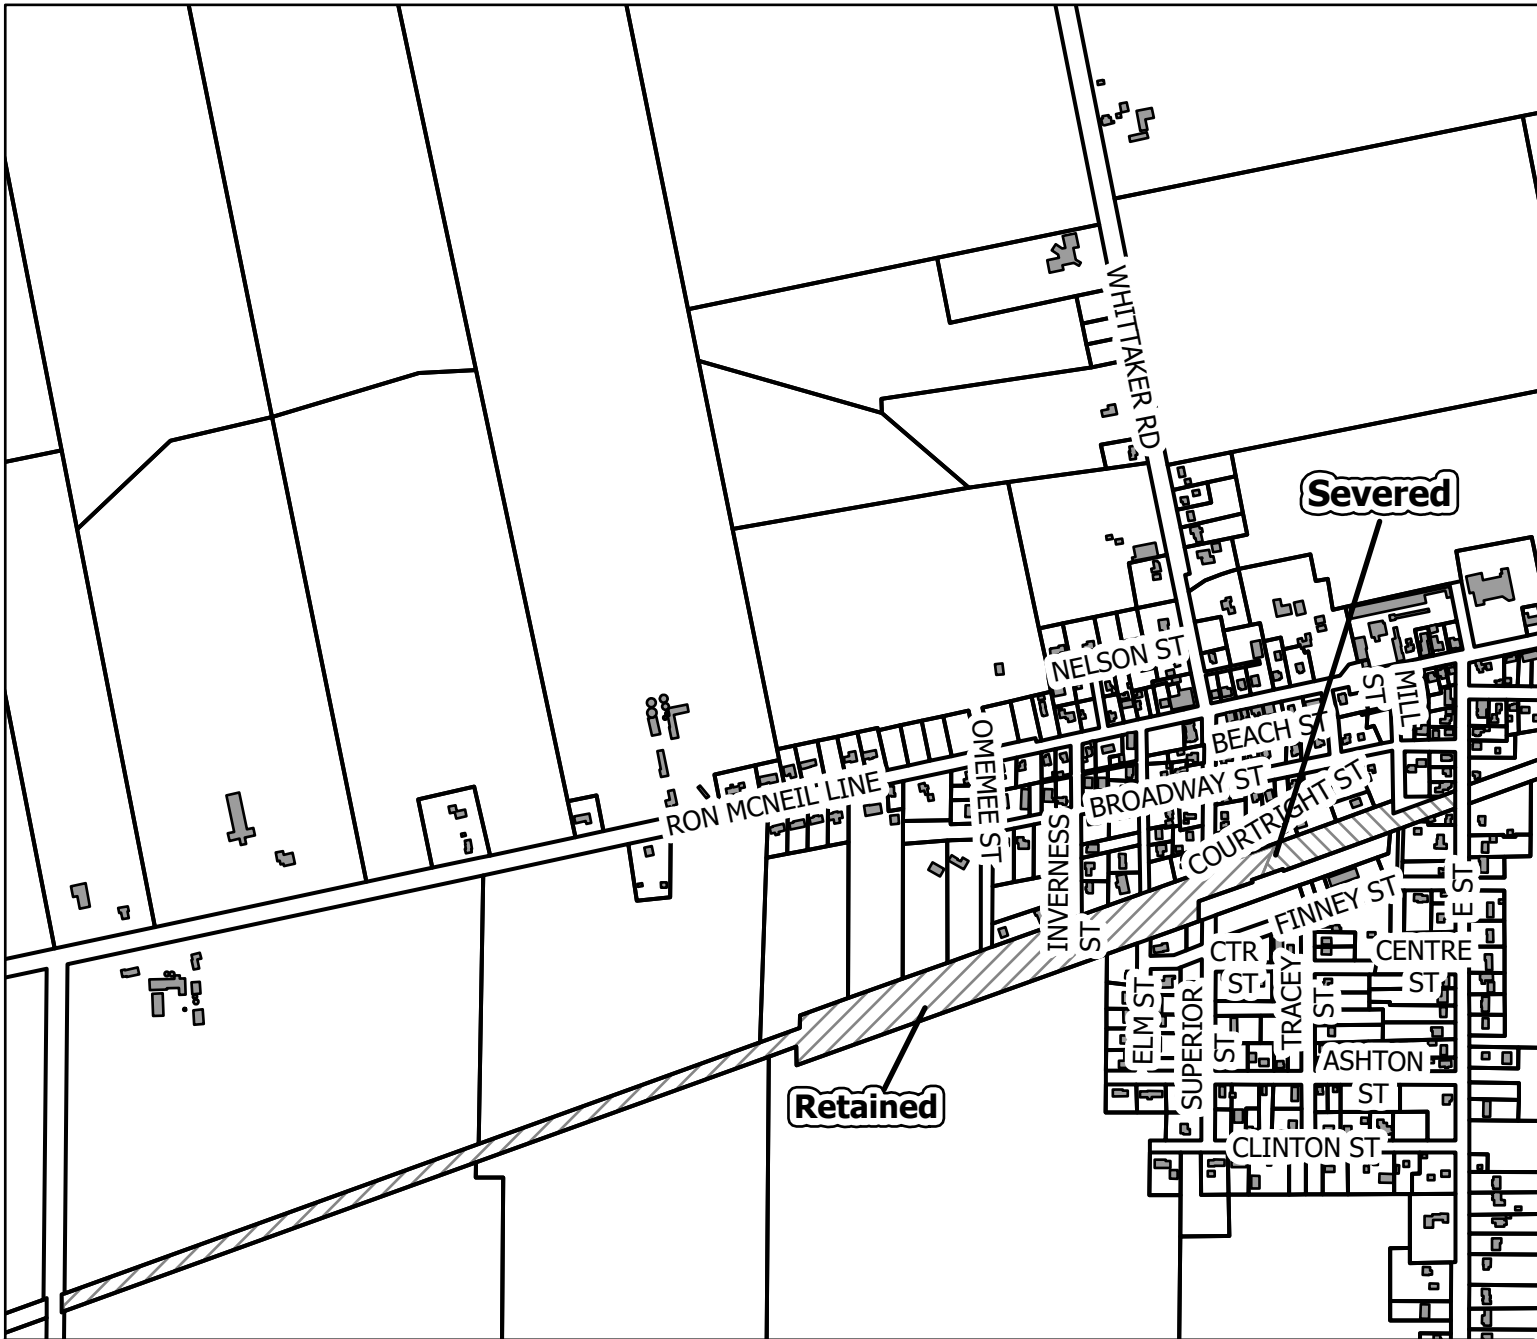 WHITTAKER RD
Severed
NELSON ST
MILL
ST
OMEMEE ST
BEACH ST
RON MCNEIL LINE
BROADWAY ST
COURTRIGHT ST
INVERNESS
ST
FINNEY ST
E ST
CTR
ST
CENTRE
ST
TRACEY
ST
ELM ST
SUPERIOR
ST
Retained
ASHTON
ST
CLINTON ST